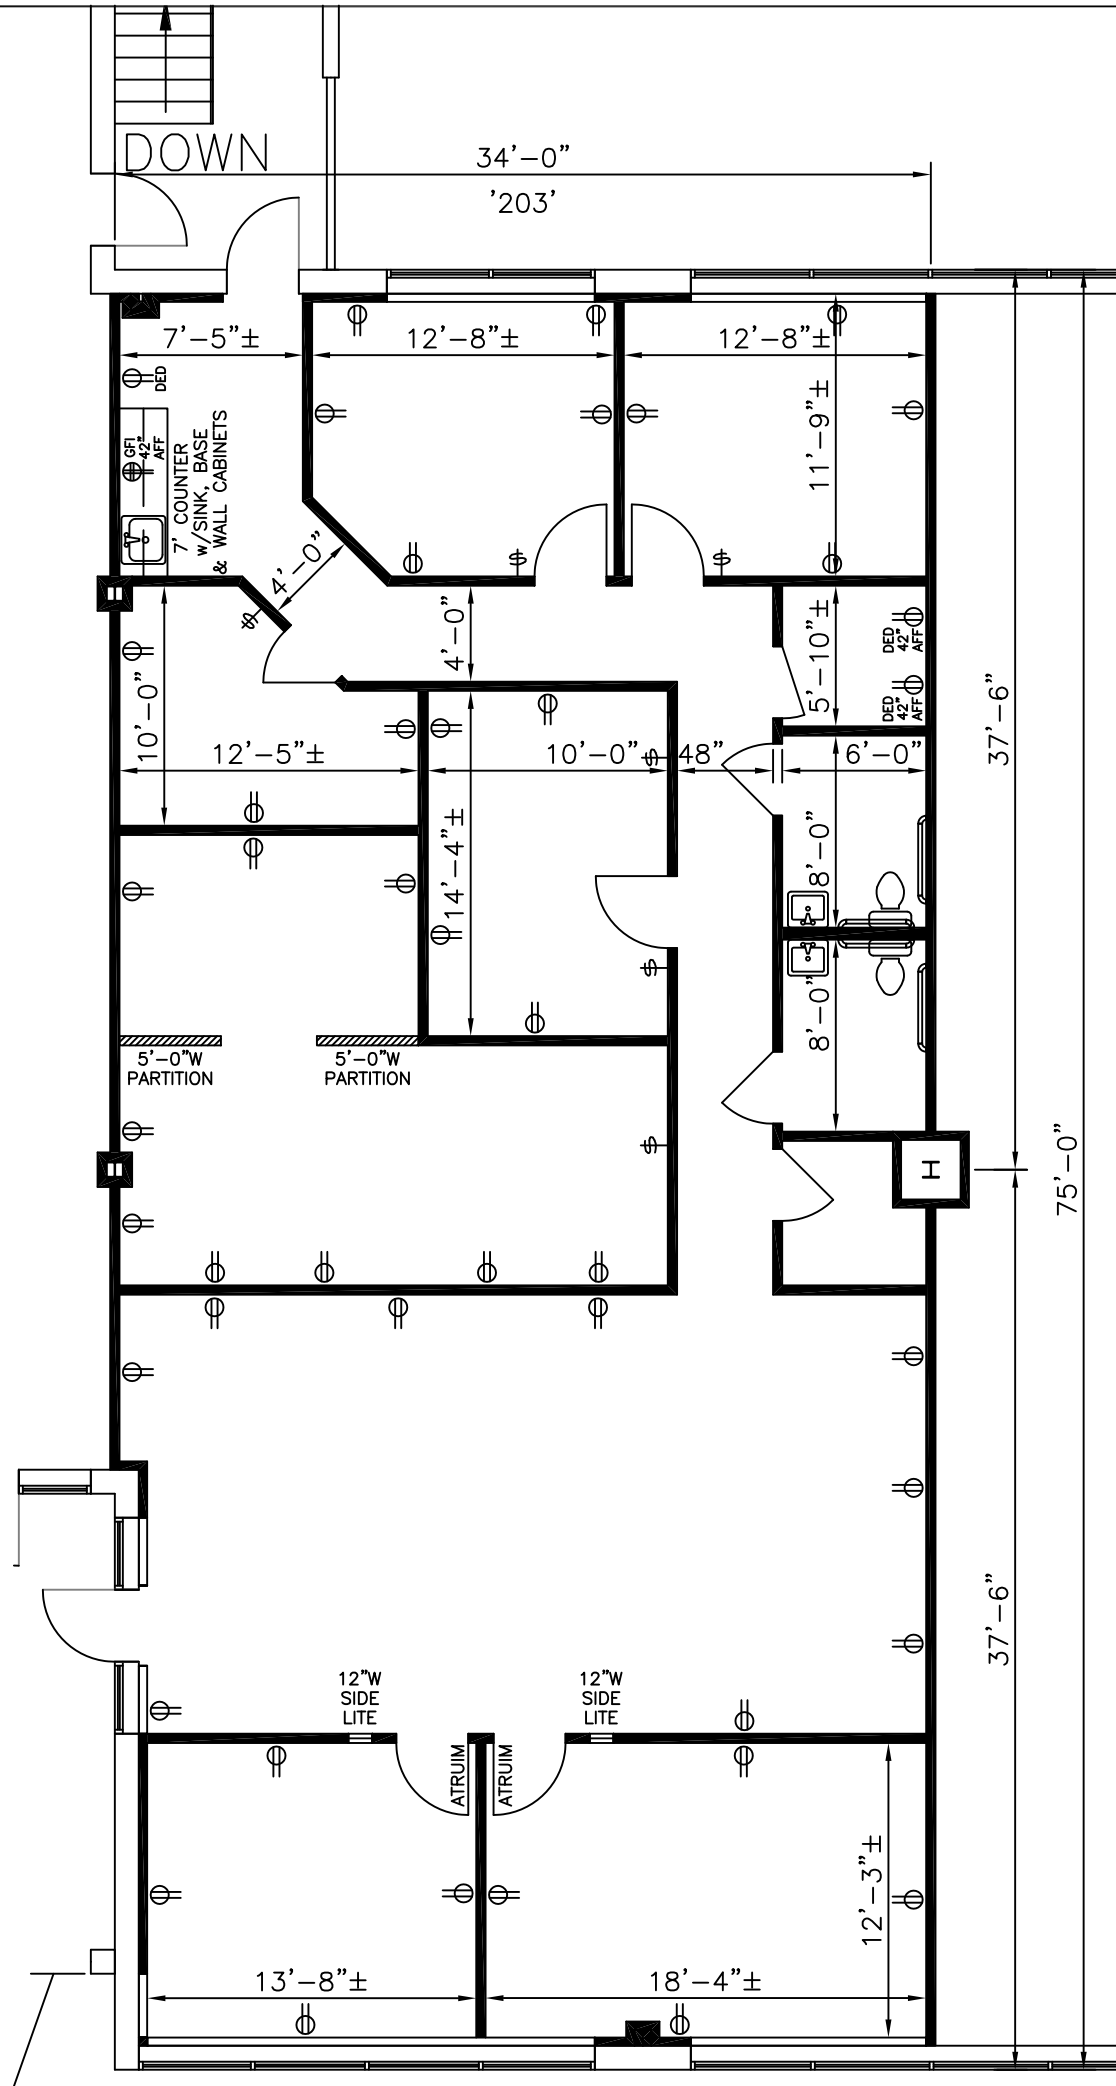 DOWN
34'-0"
'203'
7'-5"±
12'-8"±
12'-8"±
DED
11'-9"±
GFI
42"
AFF
7' COUNTER
w/SINK, BASE
& WALL CABINETS
4'-0"
4'-0"
5'-10"±
DED
42"
AFF
DED
42"
AFF
37'-6"
10'-0"
12'-5"±
10'-0"
48"
6'-0"
14'-4"±
8'-0"
8'-0"
5'-0"W
PARTITION
5'-0"W
PARTITION
H
75'-0"
37'-6"
12"W
SIDE
LITE
12"W
SIDE
LITE
ATRUIM
ATRUIM
12'-3"±
13'-8"±
18'-4"±